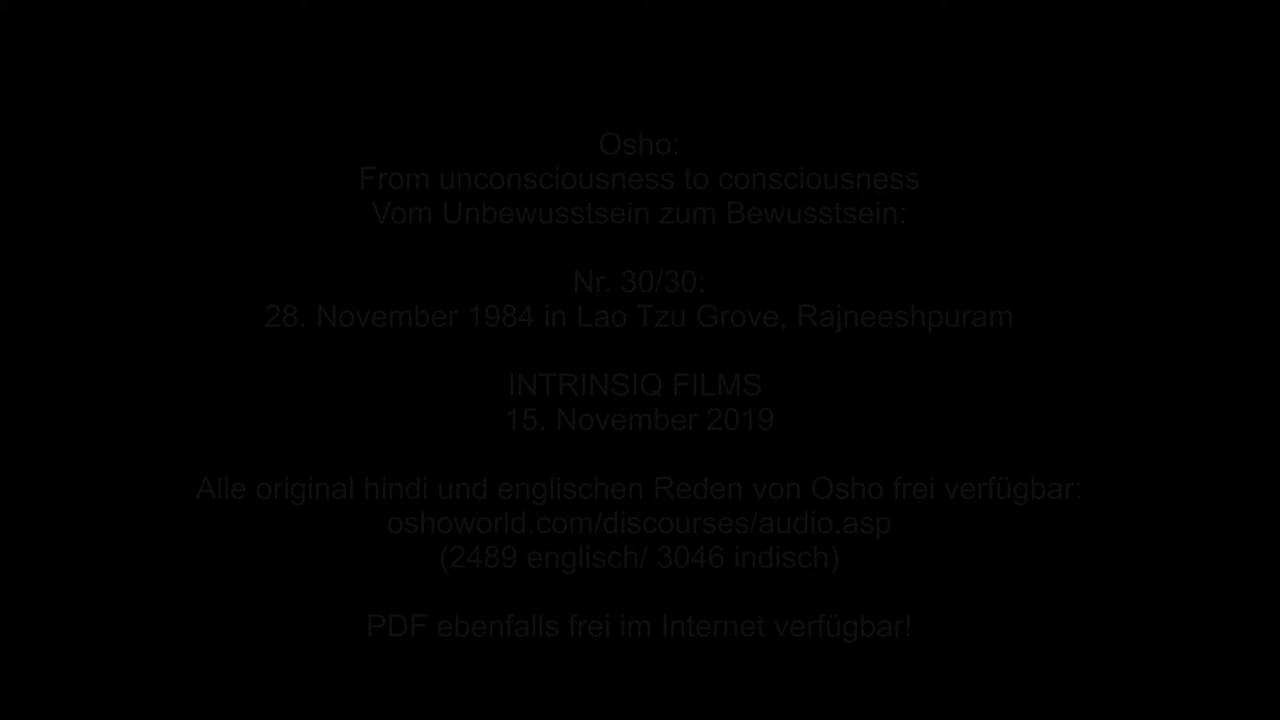 Osho:
From unconsciousness to consciousness
Vom Unbewusstsein zum Bewusstsein:
Nr. 30/30:
28. November 1984 in Lao Tzu Grove, Rajneeshpuram
INTRINSIQ FILMS
15. November 2019
Alle original hindi und englischen Reden von Osho frei verfügbar:
oshoworld.com/discourses/audio.asp
(2489 englisch/ 3046 indisch)
PDF ebenfalls frei im Internet verfügbar!